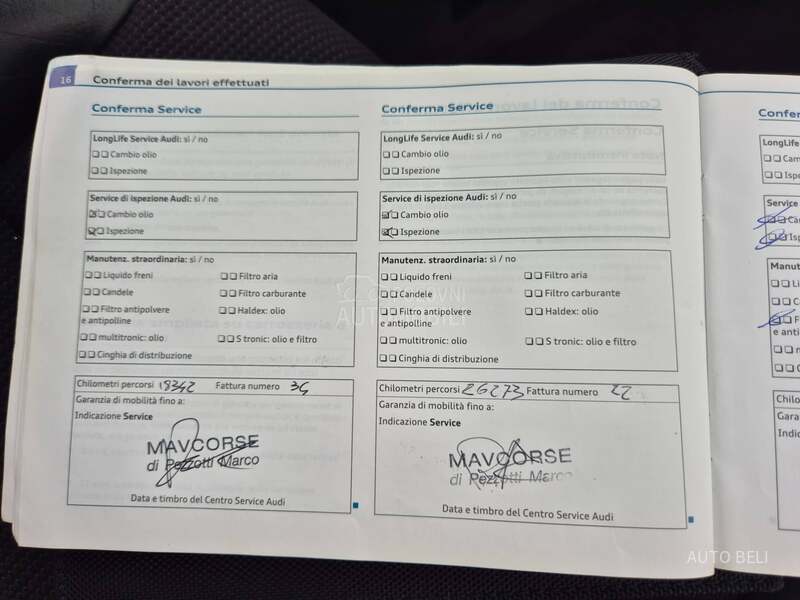 16 Conferma dei lavori effettuati
Conferma Service
LongLife Service Audi: sì / no
Cambio olio
Ispezione
Service di ispezione Audi: sì / no
Cambio olio
Ispezione
Manutenz. straordinaria: sì / no
Liquido freni
Filtro aria
Candele
Filtro carburante
Filtro antipolvere
e antipolline
Haldex: olio
multitronic: olio
S tronic: olio e filtro
Cinghia di distribuzione
Chilometri percorsi 18342 Fattura numero 36
Garanzia di mobilità fino a:
Indicazione Service
MAVCORSE
di Pezzotti Marco
Data e timbro del Centro Service Audi
Conferma Service
LongLife Service Audi: sì / no
Cambio olio
Ispezione
Service di ispezione Audi: sì / no
Cambio olio
Ispezione
Manutenz. straordinaria: sì / no
Liquido freni
Filtro aria
Candele
Filtro carburante
Filtro antipolvere
e antipolline
Haldex: olio
multitronic: olio
S tronic: olio e filtro
Cinghia di distribuzione
Chilometri percorsi 26273 Fattura numero 22
Garanzia di mobilità fino a:
Indicazione Service
MAVCORSE
di Pezzotti Marco
Data e timbro del Centro Service Audi
LongLife
Service
e anti
Garan
AUTO BELI